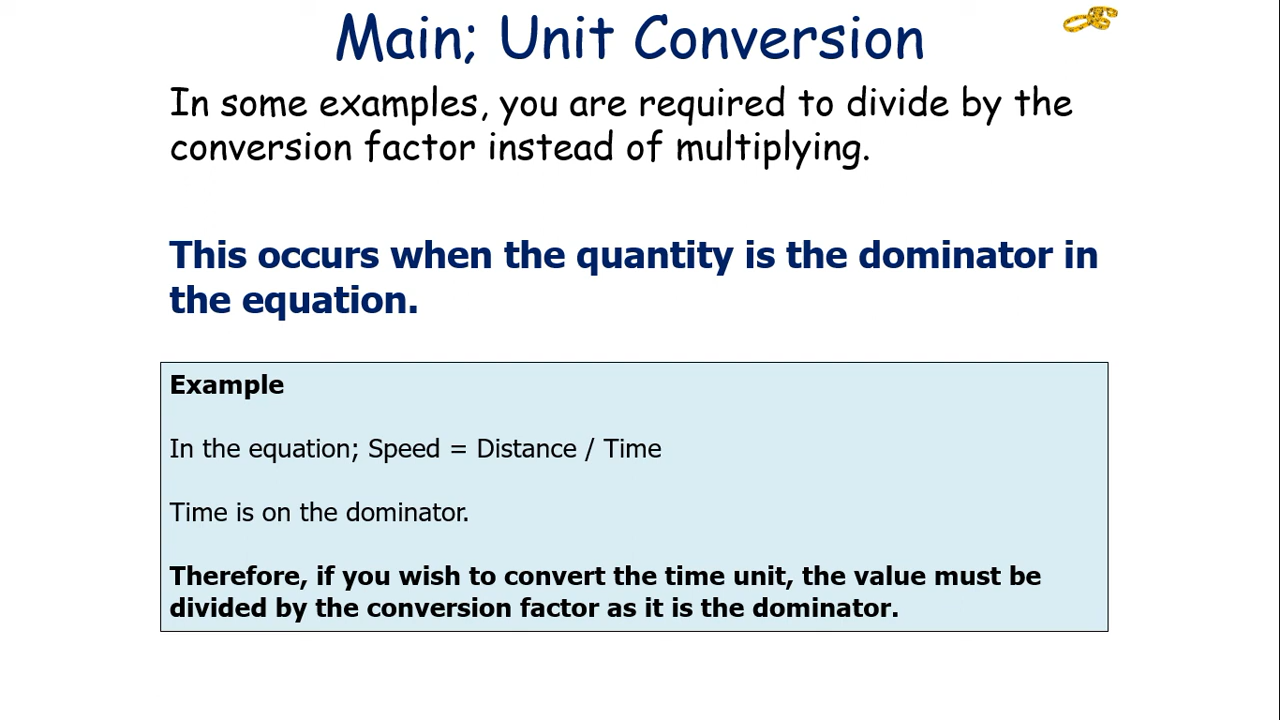 Main; Unit Conversion
In some examples, you are required to divide by the
conversion factor instead of multiplying.
This occurs when the quantity is the dominator in
the equation.
Example
In the equation; Speed = Distance / Time
Time is on the dominator.
Therefore, if you wish to convert the time unit, the value must be
divided by the conversion factor as it is the dominator.